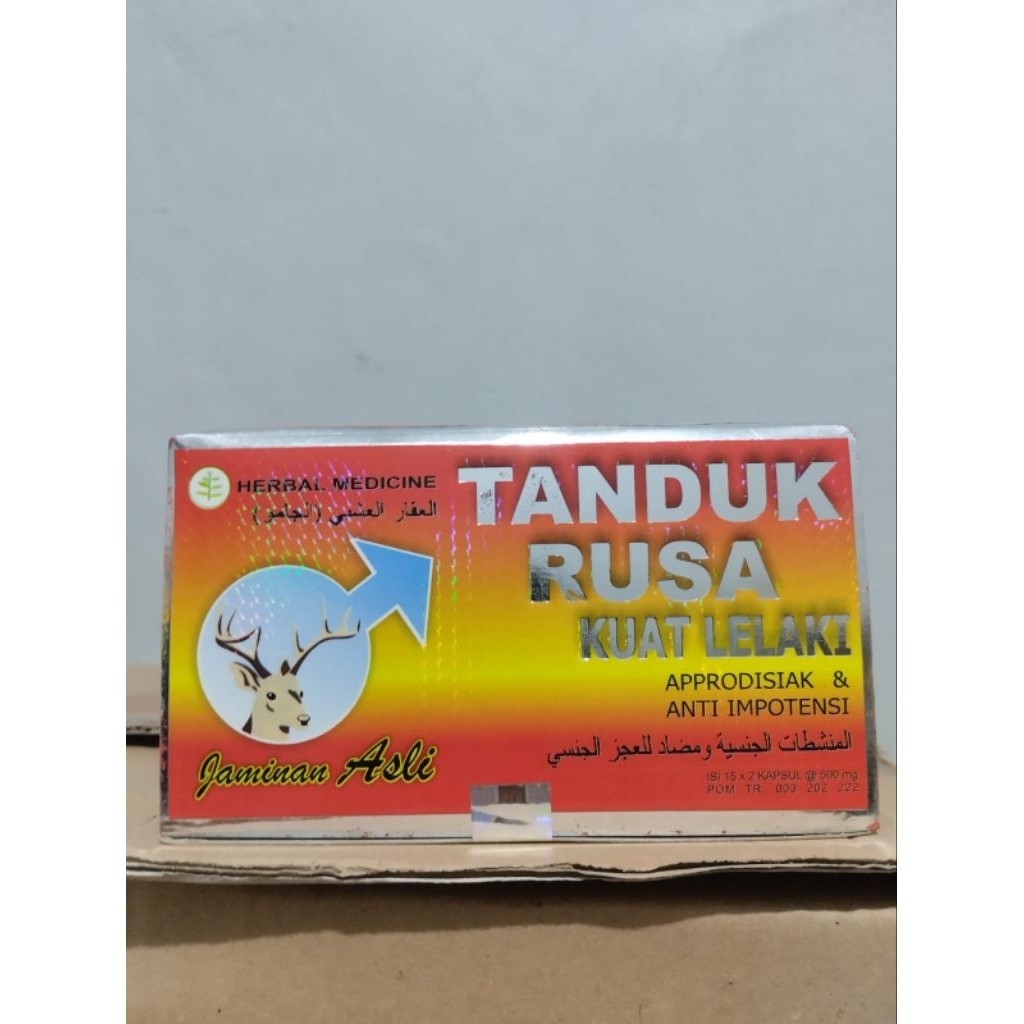 HERBAL MEDICINE
العقار العشبي (الجامو)
TANDUK
RUSA
KUAT LELAKI
APPRODISIAK &
ANTI IMPOTENSI
المنشطات الجنسية ومضاد للعجز الجنسي
Jaminan Asli
ISI 15 x 2 KAPSUL @ 500 mg
POM TR. 003 202 222